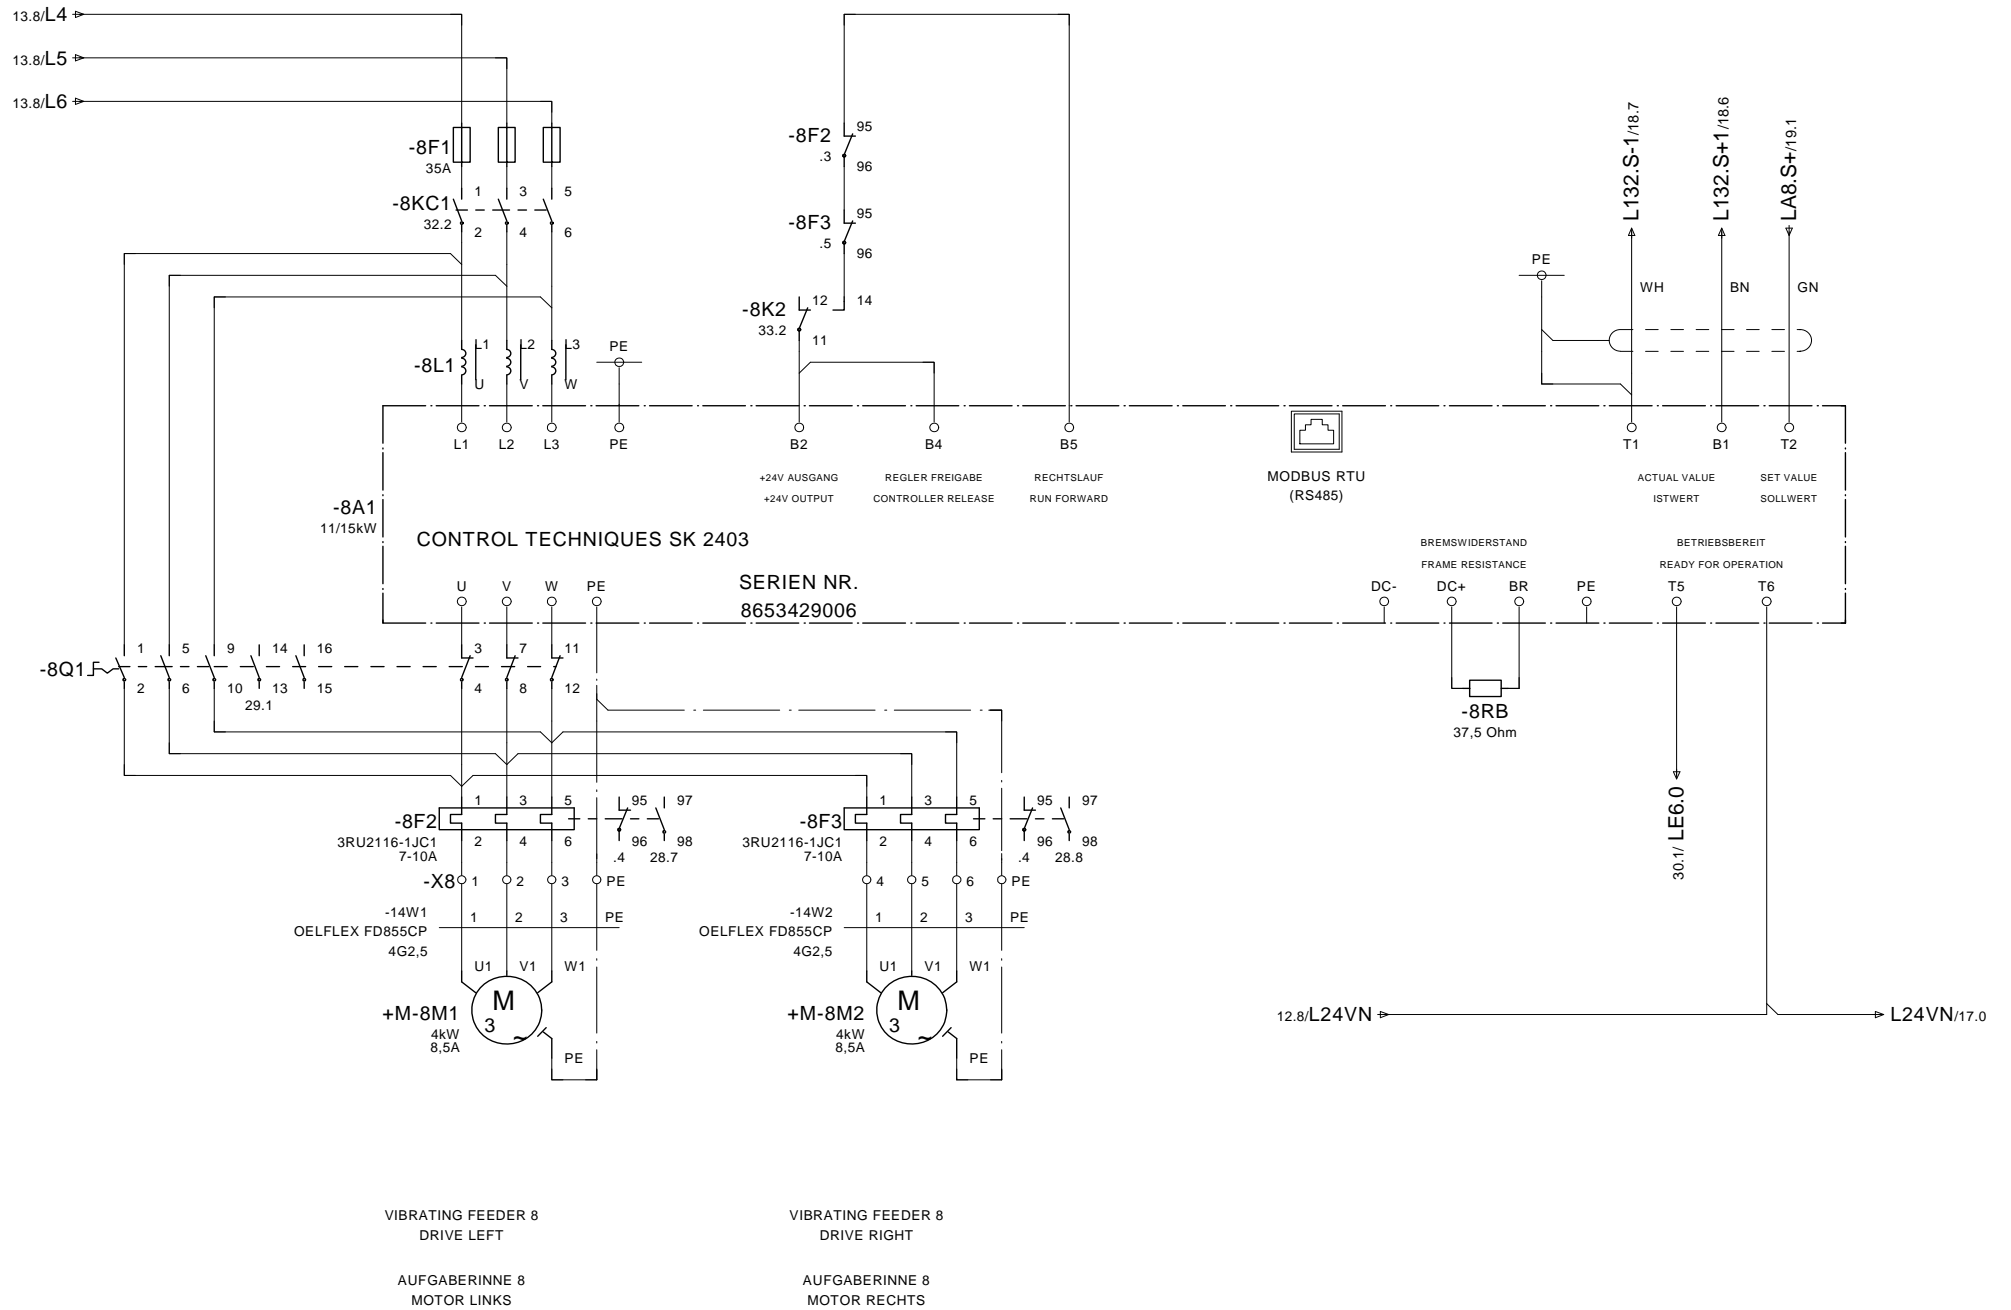 13.8/L4
13.8/L5
13.8/L6
-8F1
35A
-8KC1
32.2
1 3 5
2 4 6
-8F2
.3
95
96
-8F3
.5
95
96
-8K2
33.2
12 14
11
L132.S-1/18.7
L132.S+1/18.6
LA8.S+/19.1
PE
WH BN GN
-8L1
L1 L2 L3
U V W
PE
L1 L2 L3 PE
B2 B4 B5
T1 B1 T2
+24V AUSGANG
+24V OUTPUT
REGLER FREIGABE
CONTROLLER RELEASE
RECHTSLAUF
RUN FORWARD
MODBUS RTU
(RS485)
ACTUAL VALUE
ISTWERT
SET VALUE
SOLLWERT
-8A1
11/15kW
CONTROL TECHNIQUES SK 2403
SERIEN NR.
8653429006
BREMSWIDERSTAND
FRAME RESISTANCE
BETRIEBSBEREIT
READY FOR OPERATION
U V W PE
DC- DC+ BR PE T5 T6
-8Q1
1 5 9 14 16 3 7 11
2 6 10 13 15 4 8 12
29.1
-8RB
37,5 Ohm
30.1/ LE6.0
-8F2
3RU2116-1JC1
7-10A
1 3 5 95 97
2 4 6 96 98
.4 28.7
-8F3
3RU2116-1JC1
7-10A
1 3 5 95 97
2 4 6 96 98
.4 28.8
-X8 1 2 3 PE 4 5 6 PE
-14W1
OELFLEX FD855CP
4G2,5
1 2 3 PE
-14W2
OELFLEX FD855CP
4G2,5
1 2 3 PE
U1 V1 W1
M
3
~
+M-8M1
4kW
8,5A
PE
U1 V1 W1
M
3
~
+M-8M2
4kW
8,5A
PE
12.8/L24VN
L24VN/17.0
VIBRATING FEEDER 8
DRIVE LEFT
AUFGABERINNE 8
MOTOR LINKS
VIBRATING FEEDER 8
DRIVE RIGHT
AUFGABERINNE 8
MOTOR RECHTS